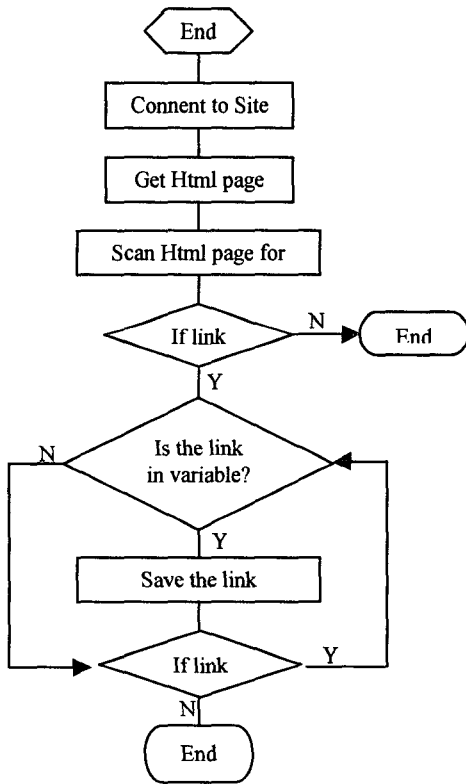 End
Connent to Site
Get Html page
Scan Html page for
If link
N
End
Y
N
Is the link
in variable?
Y
Save the link
If link
Y
N
End